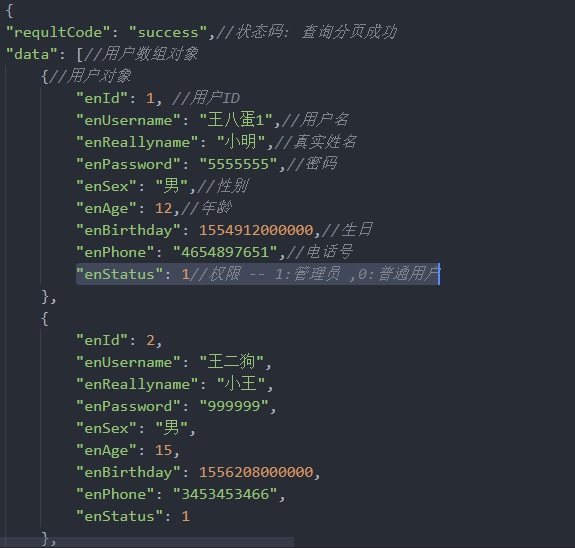 {
"requltCode": "success",//状态码: 查询分页成功
"data": [//用户数组对象
{//用户对象
"enId": 1, //用户ID
"enUsername": "王八蛋1",//用户名
"enReallyname": "小明",//真实姓名
"enPassword": "5555555",//密码
"enSex": "男",//性别
"enAge": 12,//年龄
"enBirthday": 1554912000000,//生日
"enPhone": "4654897651",//电话号
"enStatus": 1//权限 -- 1:管理员 ,0:普通用户
},
{
"enId": 2,
"enUsername": "王二狗",
"enReallyname": "小王",
"enPassword": "999999",
"enSex": "男",
"enAge": 15,
"enBirthday": 1556208000000,
"enPhone": "3453453466",
"enStatus": 1
},